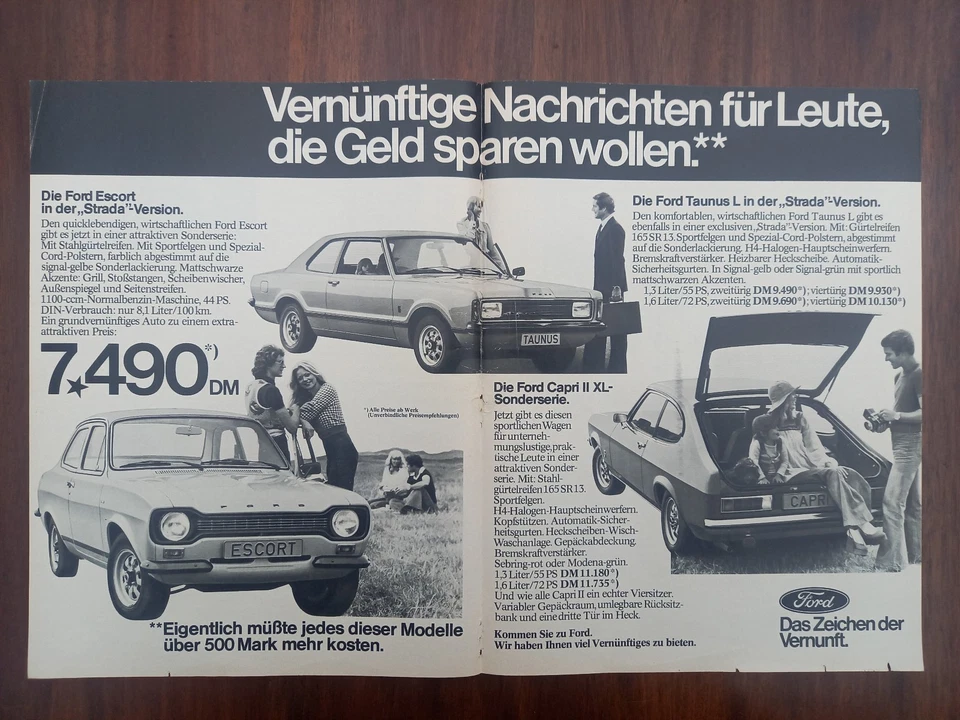 Vernünftige Nachrichten für Leute,
die Geld sparen wollen.**
Die Ford Escort
in der „Strada"-Version.
Den quicklebendigen, wirtschaftlichen Ford Escort
gibt es jetzt in einer attraktiven Sonderserie:
Mit Stahlgürtelreifen. Mit Sportfelgen und Spezial-
Cord-Polstern, farblich abgestimmt auf die
signal-gelbe Sonderlackierung. Mattschwarze
Akzente: Grill, Stoßstangen, Scheibenwischer,
Außenspiegel und Seitenstreifen.
1100-ccm-Normalbenzin-Maschine, 44 PS.
DIN-Verbrauch: nur 8,1 Liter/100 km.
Ein grundvernünftiges Auto zu einem extra-
attraktiven Preis:
7.490*) DM
ESCORT
FORD
TAUNUS
*) Alle Preise ab Werk
(Unverbindliche Preisempfehlungen)
**Eigentlich müßte jedes dieser Modelle
über 500 Mark mehr kosten.
Die Ford Taunus L in der „Strada"-Version.
Den komfortablen, wirtschaftlichen Ford Taunus L gibt es
ebenfalls in einer exclusiven „Strada"-Version. Mit: Gürtelreifen
165 SR 13. Sportfelgen und Spezial-Cord-Polstern, abgestimmt
auf die Sonderlackierung. H4-Halogen-Hauptscheinwerfern.
Bremskraftverstärker. Heizbarer Heckscheibe. Automatik-
Sicherheitsgurten. In Signal-gelb oder Signal-grün mit sportlich
mattschwarzen Akzenten.
1,3 Liter/55 PS, zweitürig DM 9.490*); viertürig DM 9.930*)
1,6 Liter/72 PS, zweitürig DM 9.690*); viertürig DM 10.130*)
Die Ford Capri II XL-
Sonderserie.
Jetzt gibt es diesen
sportlichen Wagen
für unterneh-
mungslustige, prak-
tische Leute in einer
attraktiven Sonder-
serie. Mit: Stahl-
gürtelreifen 165 SR 13.
Sportfelgen.
H4-Halogen-Hauptscheinwerfern.
Kopfstützen. Automatik-Sicher-
heitsgurten. Heckscheiben-Wisch-
Waschanlage. Gepäckabdeckung.
Bremskraftverstärker.
Sebring-rot oder Modena-grün.
1,3 Liter/55 PS DM 11.180*)
1,6 Liter/72 PS DM 11.735*)
Und wie alle Capri II ein echter Viersitzer.
Variabler Gepäckraum, umlegbare Rücksitz-
bank und eine dritte Tür im Heck.
Kommen Sie zu Ford.
Wir haben Ihnen viel Vernünftiges zu bieten.
CAPRI
Ford
Das Zeichen der
Vernunft.